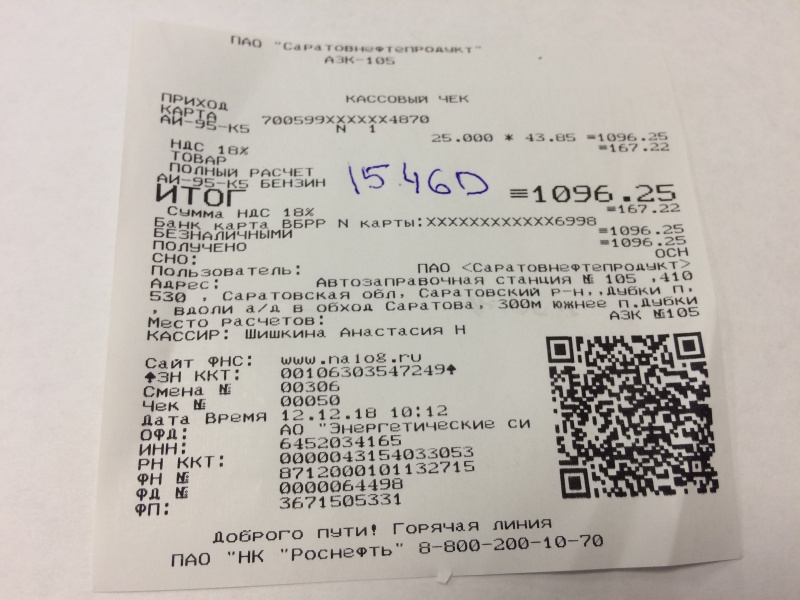 ПАО "Саратовнефтепродукт"
АЗК-105
КАССОВЫЙ ЧЕК
ПРИХОД
КАРТА 700599XXXXXX4870
АИ-95-К5 N 1
25.000 * 43.85 =1096.25
НДС 18% =167.22
ТОВАР
ПОЛНЫЙ РАСЧЕТ
АИ-95-К5 БЕНЗИН
1546D
ИТОГ =1096.25
Сумма НДС 18% =167.22
Банк карта ВБРР N карты:XXXXXXXXXXXX6998
БЕЗНАЛИЧНЫМИ =1096.25
ПОЛУЧЕНО =1096.25
СНО: ОСН
Пользователь: ПАО <Саратовнефтепродукт>
Адрес: Автозаправочная станция № 105 ,410
530 , Саратовская обл, Саратовский р-н,,Дубки п,
, вдоли а/д в обход Саратова, 300м южнее п.Дубки
Место расчетов: АЗК №105
КАССИР: Шишкина Анастасия Н
Сайт ФНС: www.nalog.ru
↑ЗН ККТ: 00106303547249↑
Смена № 00306
Чек № 00050
Дата Время 12.12.18 10:12
ОФД: АО "Энергетические си
ИНН: 6452034165
РН ККТ: 0000043154033053
ФН № 8712000101132715
ФД № 0000064498
ФП: 3671505331
Доброго пути! Горячая линия
ПАО "НК "Роснефть" 8-800-200-10-70